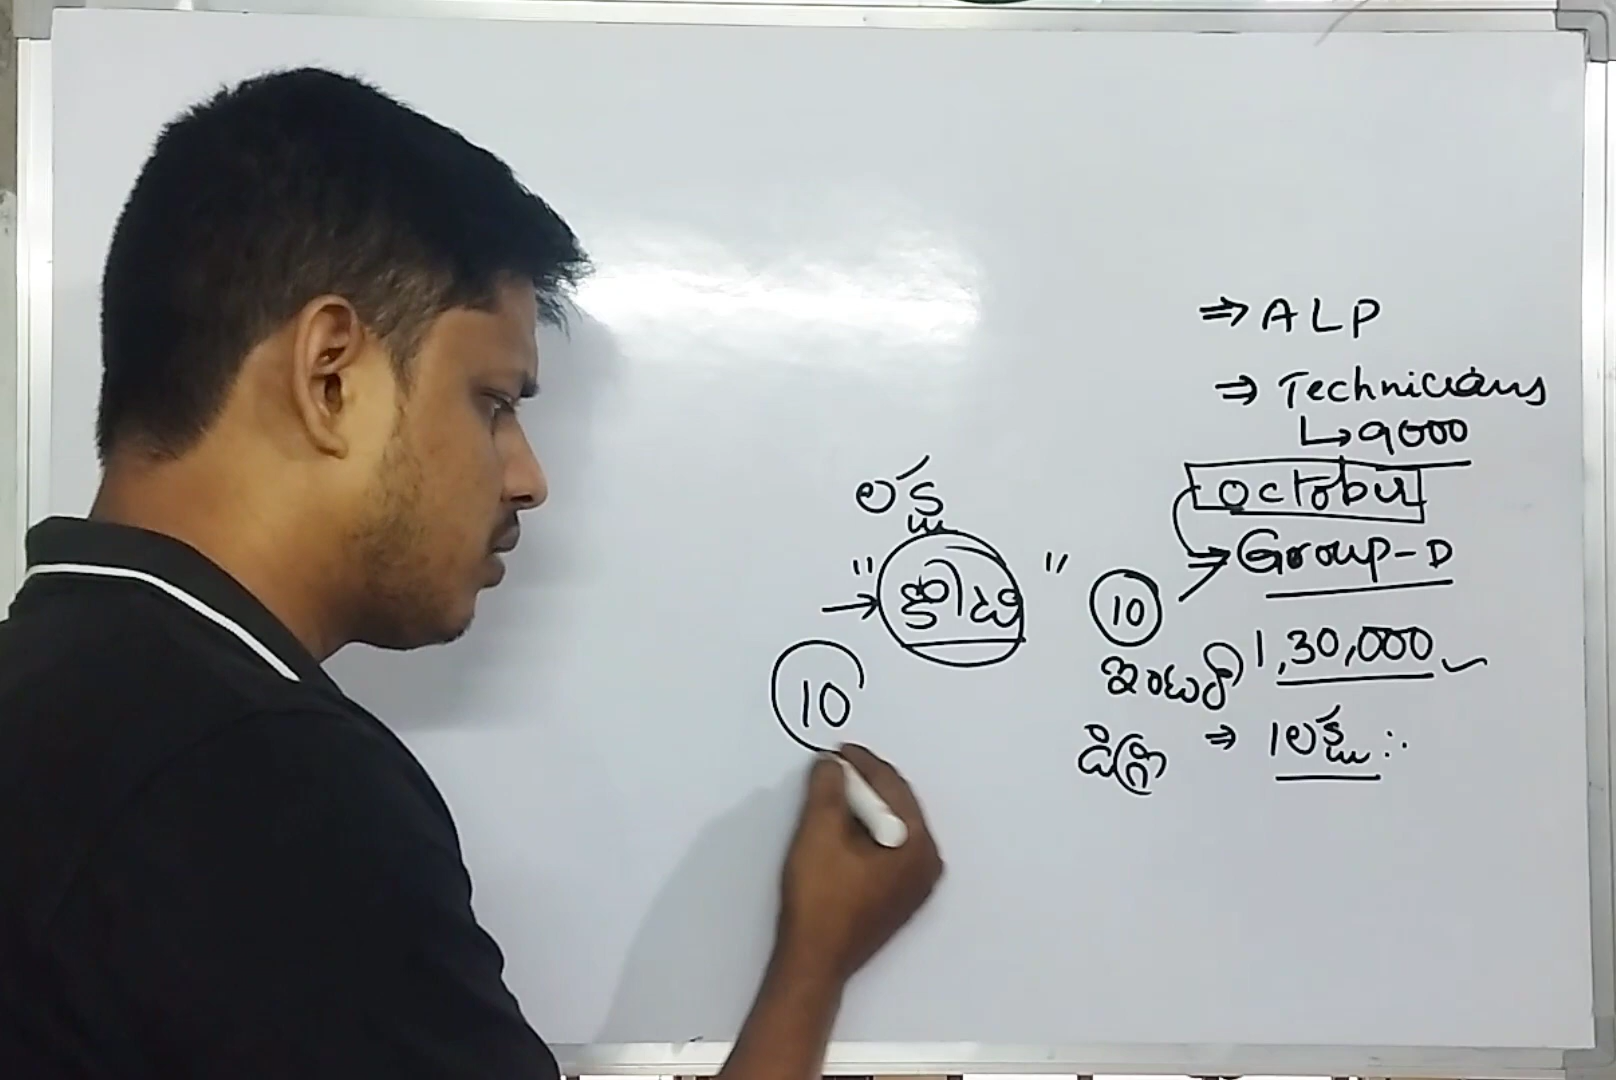 ⇒ ALP
⇒ Technicians
↳ 9000
October
⇒ Group-D
లక్ష
10
1,30,000 ✓
ఇంటర్
డిగ్రీ ⇒ 1లక్ష :.
10